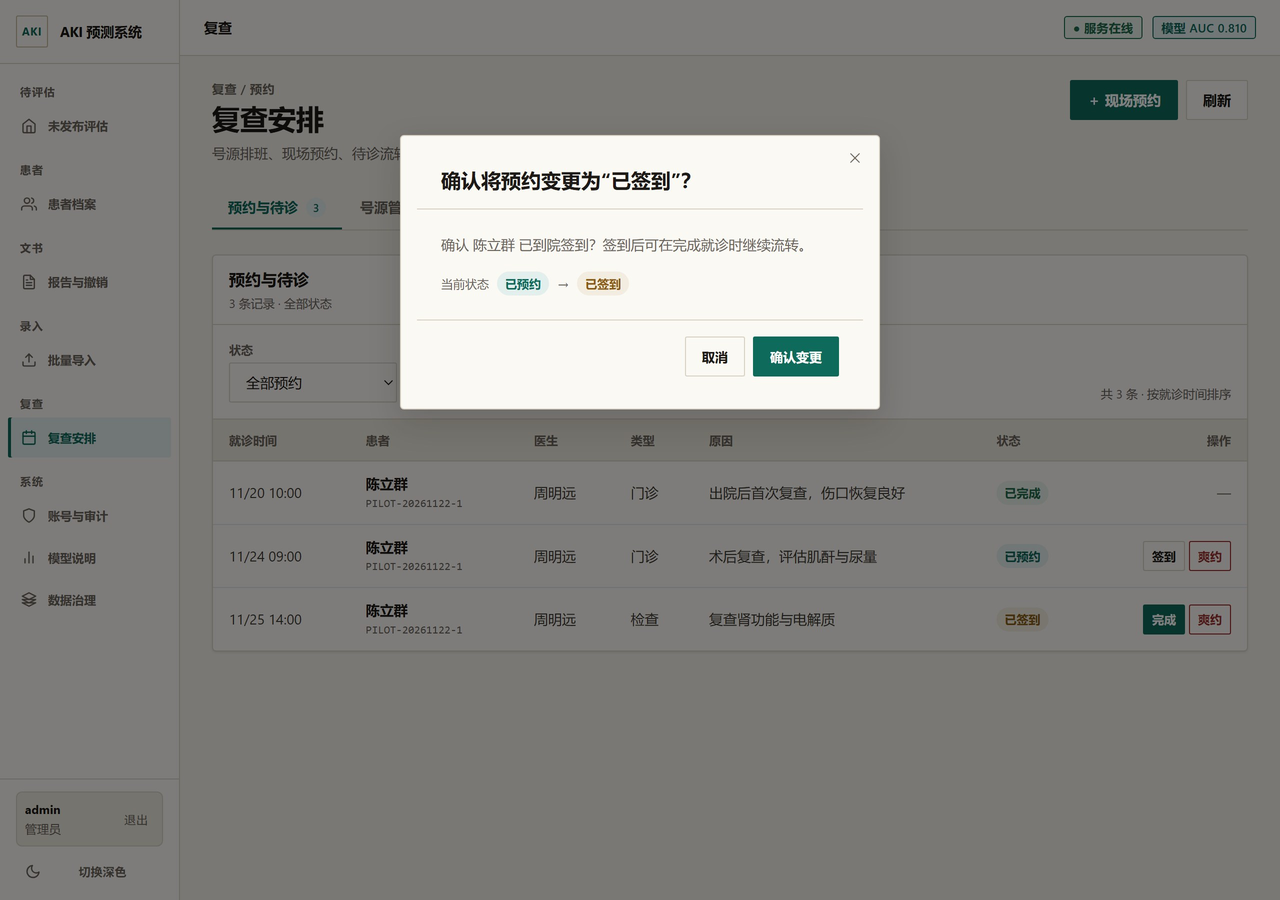 AKI
AKI 预测系统
待评估
未发布评估
患者
患者档案
文书
报告与撤销
录入
批量导入
复查
复查安排
系统
账号与审计
模型说明
数据治理
admin
管理员
退出
切换深色
复查
服务在线
模型 AUC 0.810
复查 / 预约
复查安排
号源排班、现场预约、待诊流
+ 现场预约
刷新
预约与待诊 3
号源管
确认将预约变更为“已签到”?
确认 陈立群 已到院签到?签到后可在完成就诊时继续流转。
当前状态 已预约 → 已签到
取消
确认变更
预约与待诊
3 条记录 · 全部状态
状态
全部预约
共 3 条 · 按就诊时间排序
就诊时间 患者 医生 类型 原因 状态 操作
11/20 10:00 陈立群 周明远 门诊 出院后首次复查,伤口恢复良好 已完成 —
PILOT-20261122-1
11/24 09:00 陈立群 周明远 门诊 术后复查,评估肌酐与尿量 已预约 签到 爽约
PILOT-20261122-1
11/25 14:00 陈立群 周明远 检查 复查肾功能与电解质 已签到 完成 爽约
PILOT-20261122-1